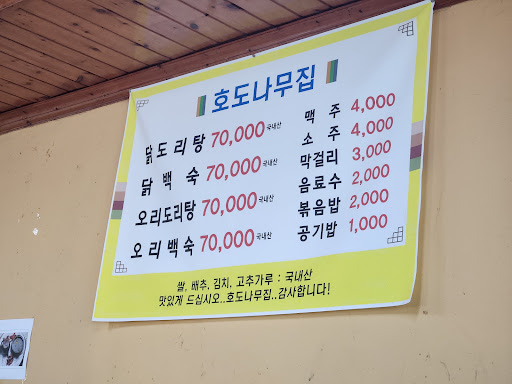 호도나무집
닭도리탕 70,000 국내산
닭백숙 70,000 국내산
오리도리탕 70,000 국내산
오리백숙 70,000 국내산
맥주 4,000
소주 4,000
막걸리 3,000
음료수 2,000
볶음밥 2,000
공기밥 1,000
쌀, 배추, 김치, 고추가루 : 국내산
맛있게 드십시오..호도나무집..감사합니다!